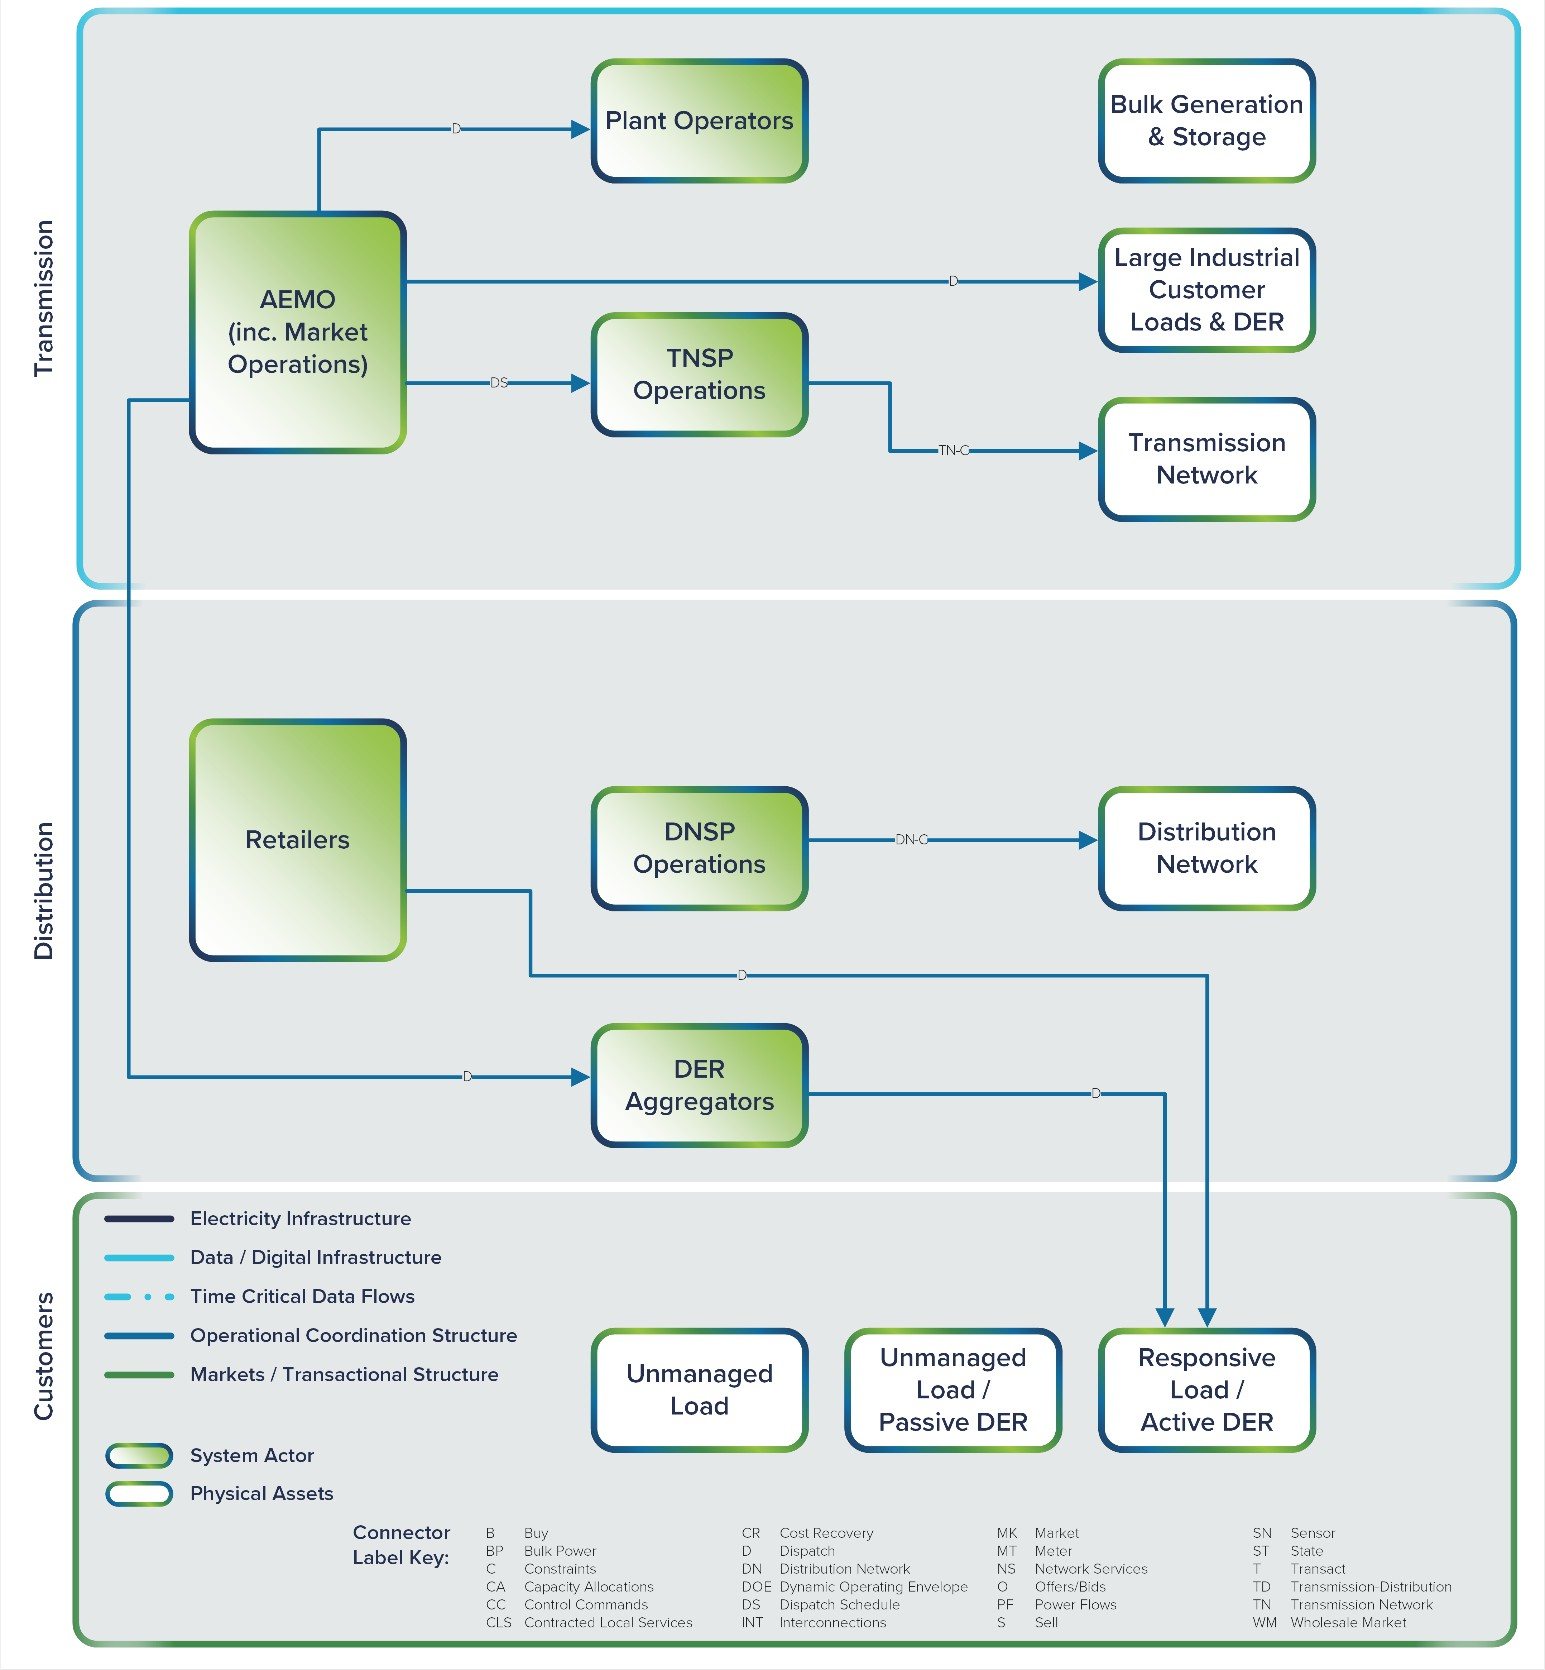 Transmission
Plant Operators
Bulk Generation
& Storage
D
AEMO
(inc. Market
Operations)
D
Large Industrial
Customer
Loads & DER
TNSP
Operations
DS
TN-C
Transmission
Network
Distribution
Retailers
DNSP
Operations
DN-C
Distribution
Network
D
DER
Aggregators
D
D
Customers
Electricity Infrastructure
Data / Digital Infrastructure
Time Critical Data Flows
Operational Coordination Structure
Markets / Transactional Structure
Unmanaged
Load
Unmanaged
Load /
Passive DER
Responsive
Load /
Active DER
System Actor
Physical Assets
Connector
Label Key:
B Buy
BP Bulk Power
C Constraints
CA Capacity Allocations
CC Control Commands
CLS Contracted Local Services
CR Cost Recovery
D Dispatch
DN Distribution Network
DOE Dynamic Operating Envelope
DS Dispatch Schedule
INT Interconnections
MK Market
MT Meter
NS Network Services
O Offers/Bids
PF Power Flows
S Sell
SN Sensor
ST State
T Transact
TD Transmission-Distribution
TN Transmission Network
WM Wholesale Market